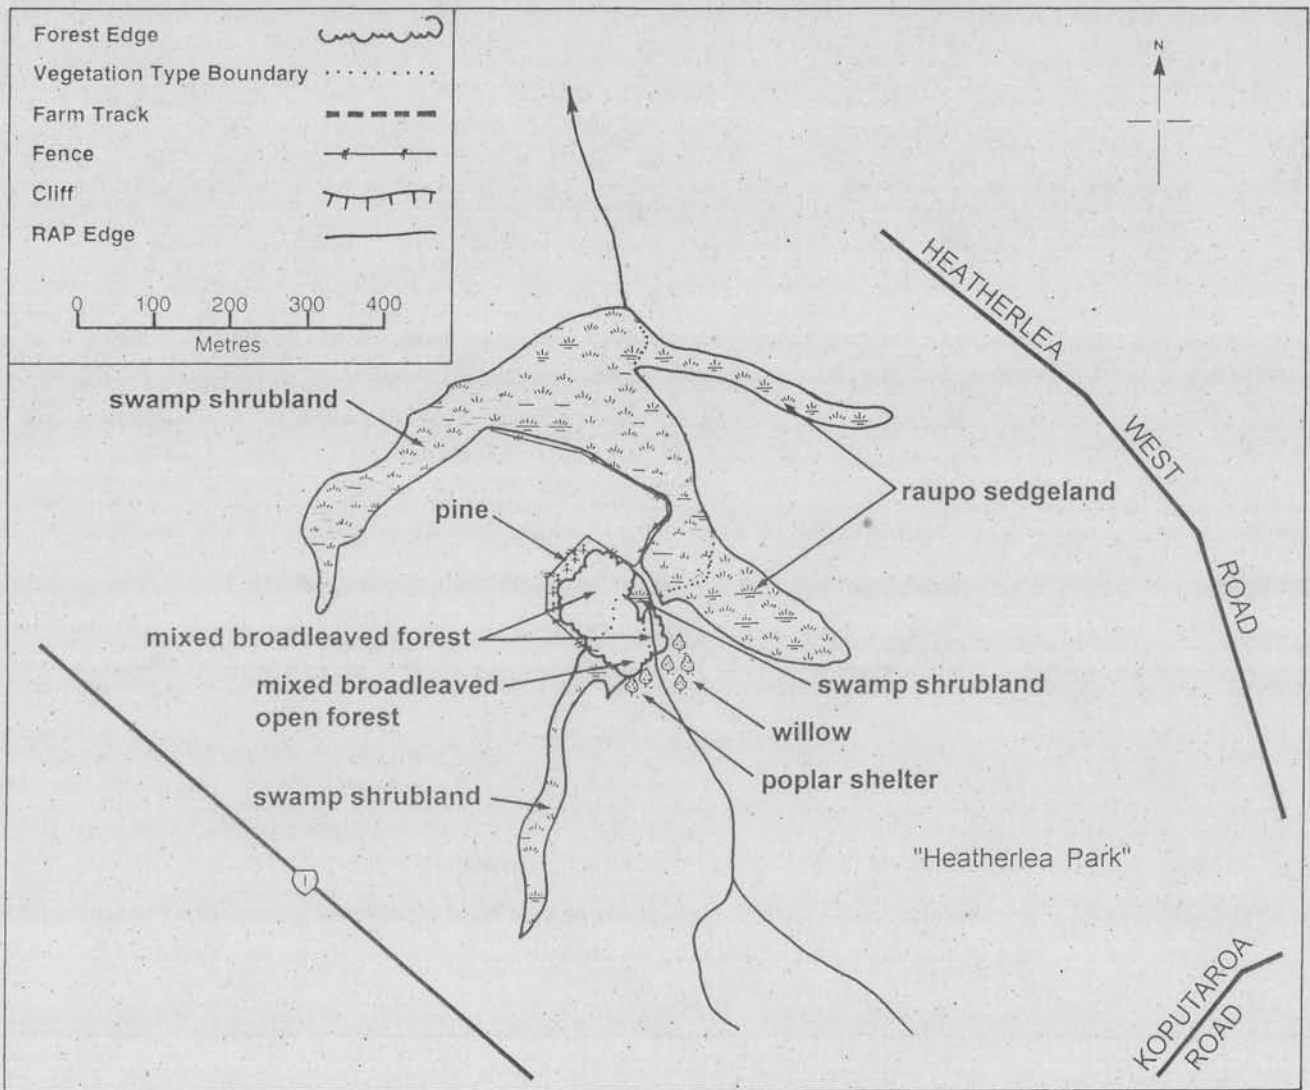 Forest Edge
Vegetation Type Boundary
Farm Track
Fence
Cliff
RAP Edge
0 100 200 300 400
Metres
N
HEATHERLEA
WEST
ROAD
swamp shrubland
raupo sedgeland
pine
mixed broadleaved forest
mixed broadleaved
open forest
swamp shrubland
willow
poplar shelter
swamp shrubland
"Heatherlea Park"
1
KOPUTAROA
ROAD